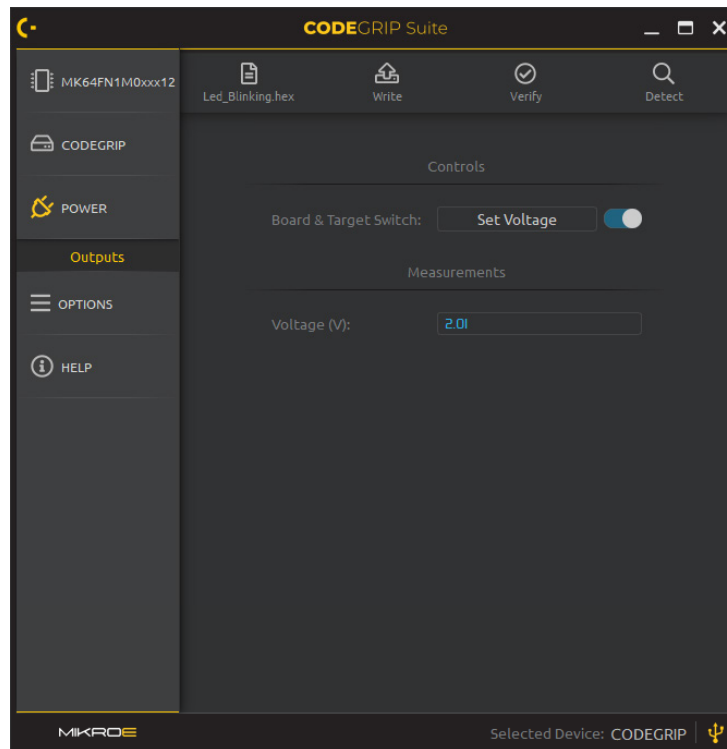 CODEGRIP Suite
MK64FN1M0xxx12
Led_Blinking.hex
Write
Verify
Detect
CODEGRIP
POWER
Outputs
OPTIONS
HELP
Controls
Board & Target Switch:
Set Voltage
Measurements
Voltage (V):
2.01
MIKROE
Selected Device: CODEGRIP